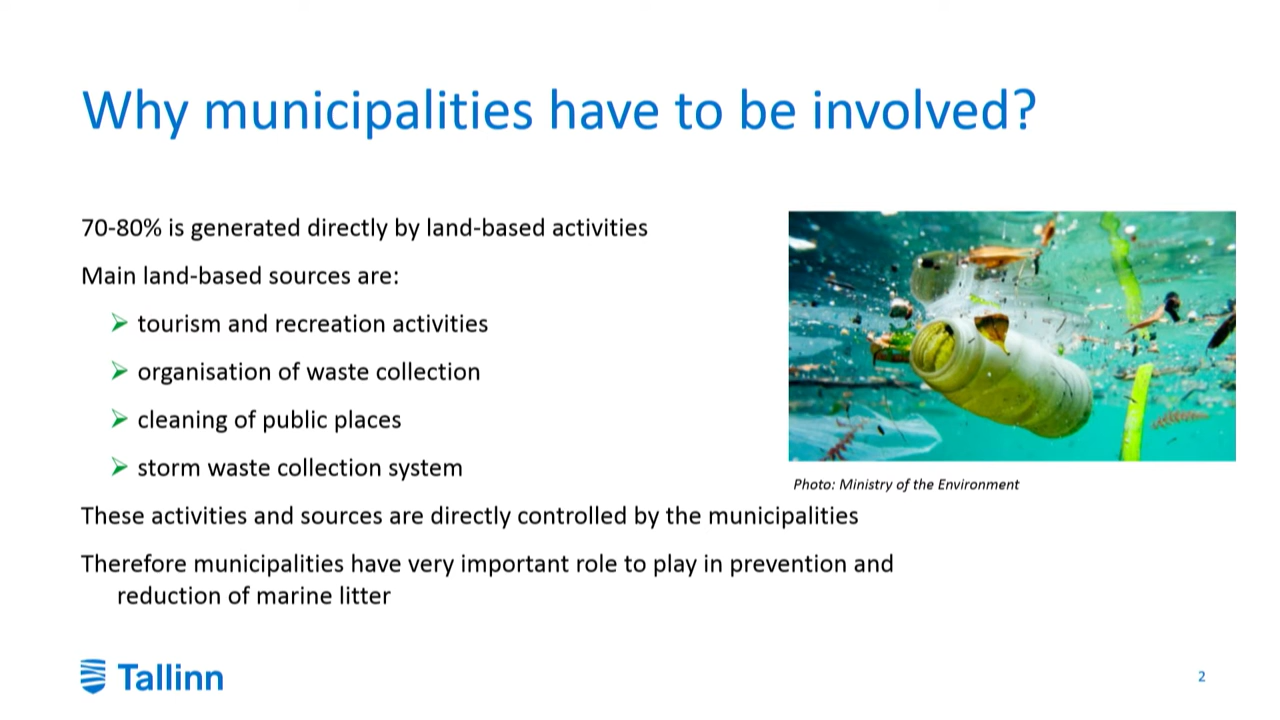 Why municipalities have to be involved?
70-80% is generated directly by land-based activities
Main land-based sources are:
tourism and recreation activities
organisation of waste collection
cleaning of public places
storm waste collection system
Photo: Ministry of the Environment
These activities and sources are directly controlled by the municipalities
Therefore municipalities have very important role to play in prevention and
reduction of marine litter
Tallinn
2